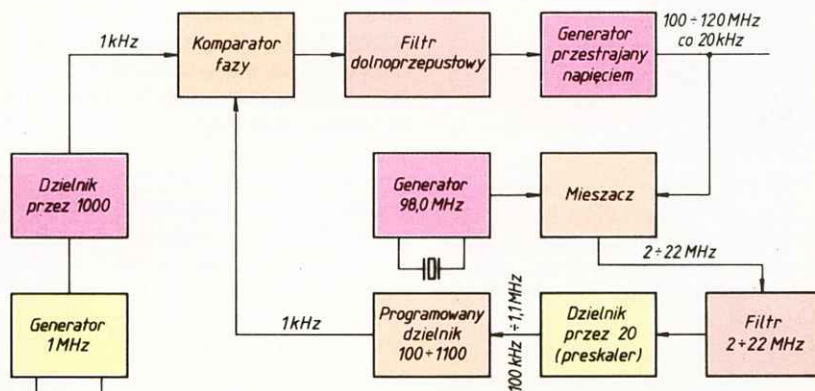 1kHz
Komparator
fazy
Filtr
dolnoprzepustowy
Generator
przestrajany
napięciem
100÷120 MHz
co 20kHz
Dzielnik
przez 1000
Generator
98,0 MHz
Mieszacz
2÷22 MHz
Generator
1 MHz
1kHz
Programowany
dzielnik
100÷1100
100 kHz ÷1,1MHz
Dzielnik
przez 20
(preskaler)
Filtr
2÷22 MHz